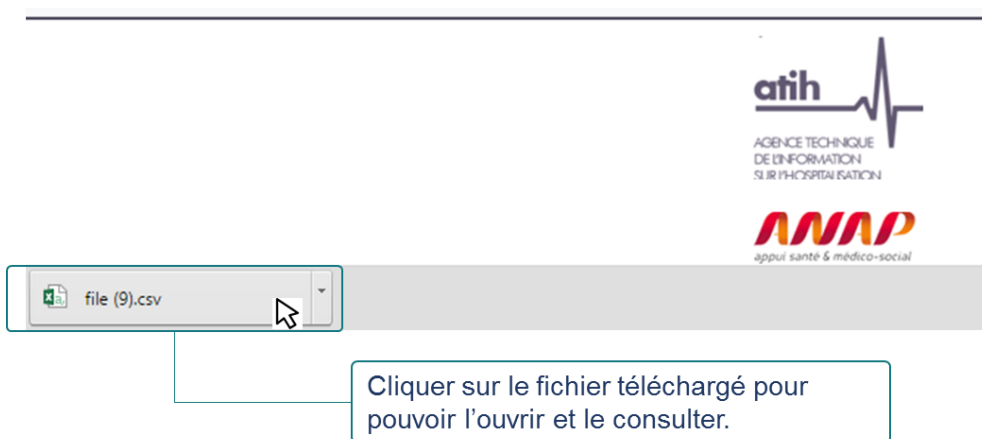 atih
AGENCE TECHNIQUE
DE L'INFORMATION
SUR L'HOSPITALISATION
ANAP
appui santé & médico-social
file (9).csv
Cliquer sur le fichier téléchargé pour
pouvoir l’ouvrir et le consulter.